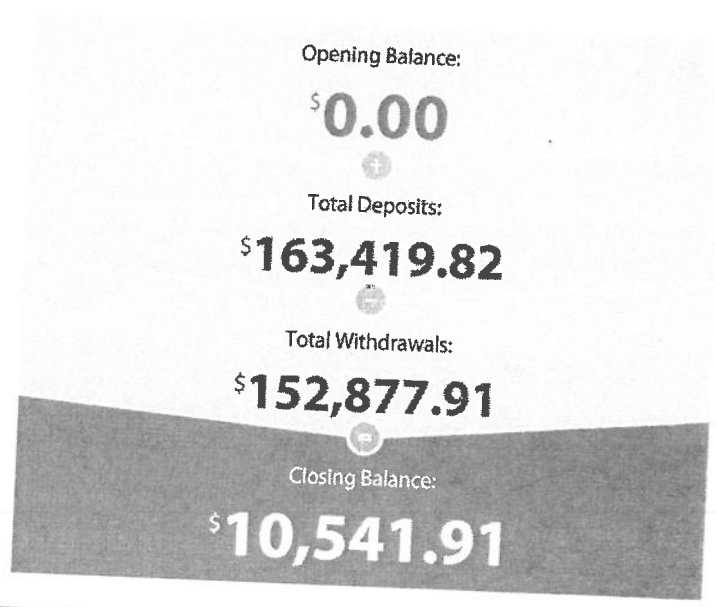 Opening Balance:
$0.00
+
Total Deposits:
$163,419.82
−
Total Withdrawals:
$152,877.91
=
Closing Balance:
$10,541.91